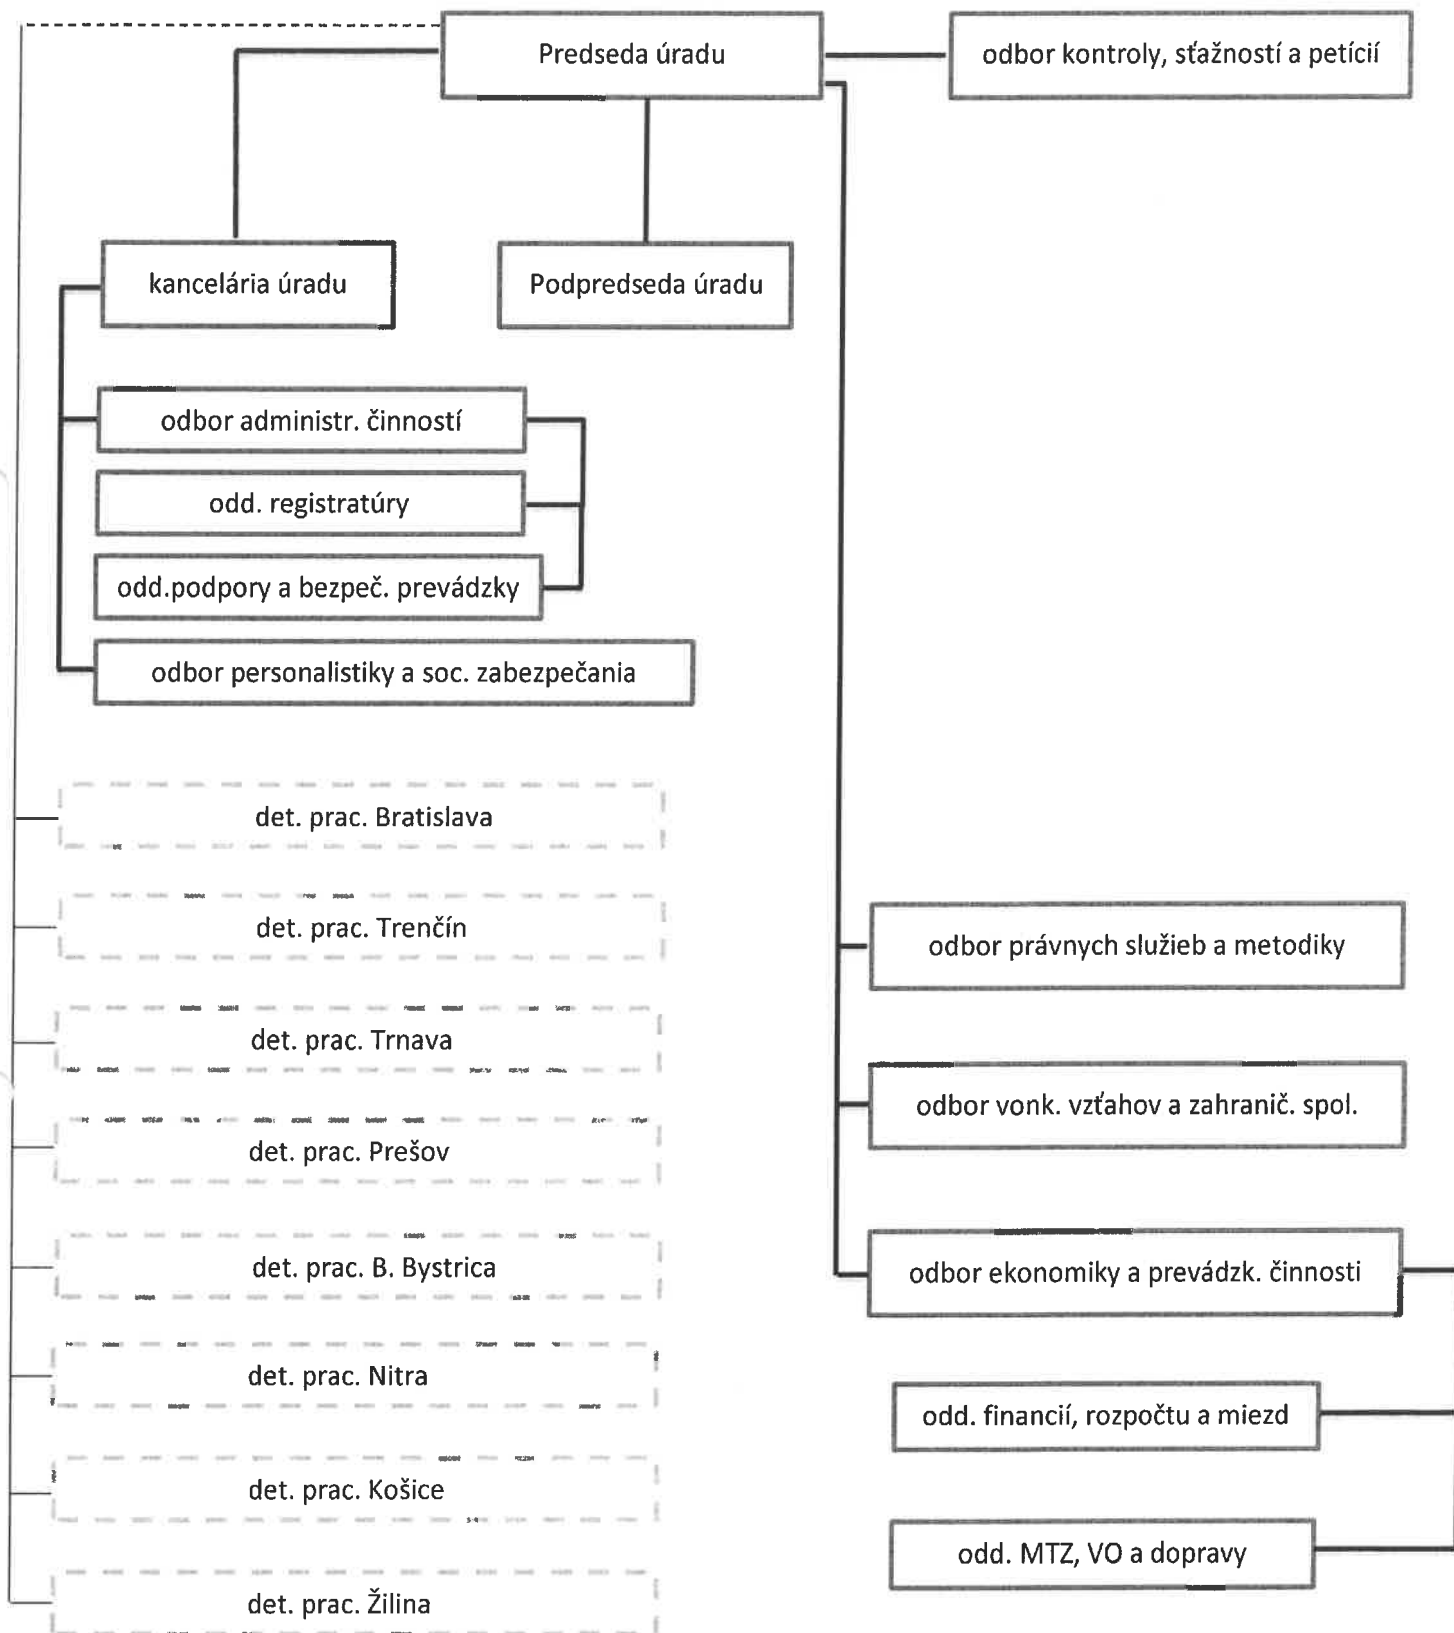 Predseda úradu
odbor kontroly, sťažností a petícií
kancelária úradu
Podpredseda úradu
odbor administr. činností
odd. registratúry
odd.podpory a bezpeč. prevádzky
odbor personalistiky a soc. zabezpečania
det. prac. Bratislava
det. prac. Trenčín
det. prac. Trnava
det. prac. Prešov
det. prac. B. Bystrica
det. prac. Nitra
det. prac. Košice
det. prac. Žilina
odbor právnych služieb a metodiky
odbor vonk. vzťahov a zahranič. spol.
odbor ekonomiky a prevádzk. činnosti
odd. financií, rozpočtu a miezd
odd. MTZ, VO a dopravy